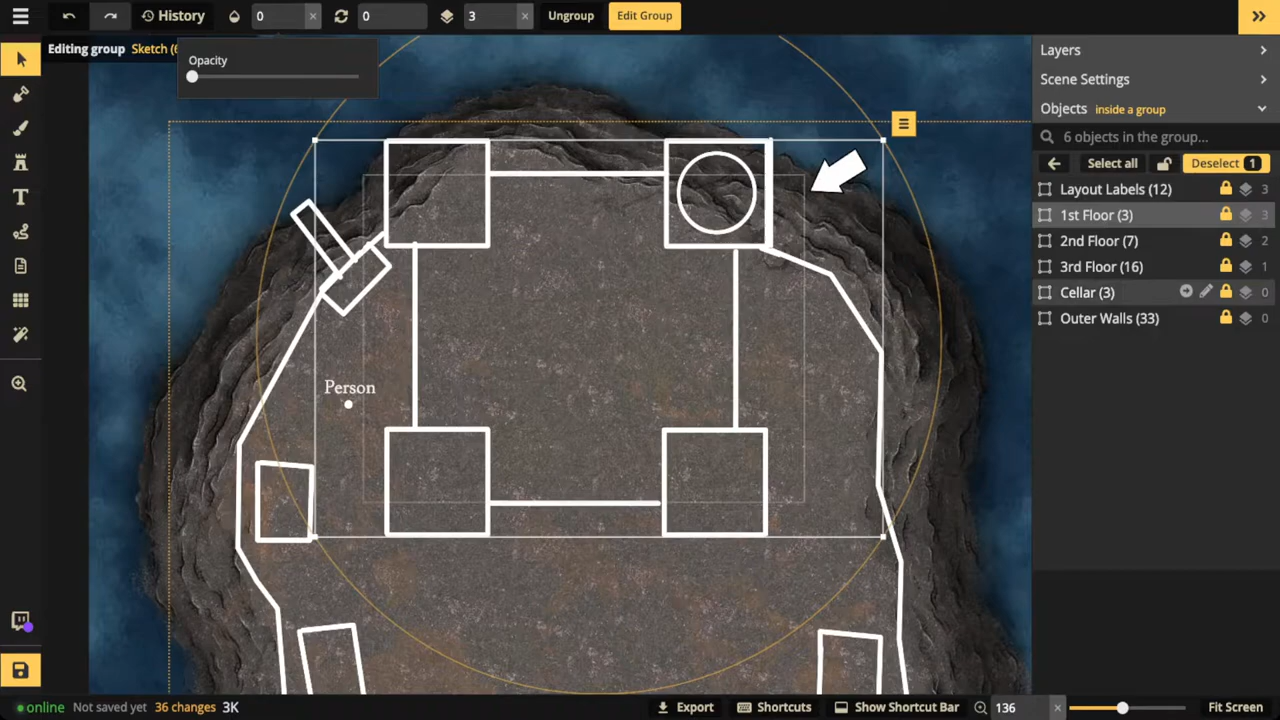 History
0
×
0
3
×
Ungroup
Edit Group
Editing group Sketch (6
Opacity
Layers
Scene Settings
Objects inside a group
6 objects in the group...
Select all
Deselect 1
Layout Labels (12) 3
1st Floor (3) 3
2nd Floor (7) 2
3rd Floor (16) 1
Cellar (3) 0
Outer Walls (33) 0
Person
online Not saved yet 36 changes 3K
Export
Shortcuts
Show Shortcut Bar
136
×
Fit Screen